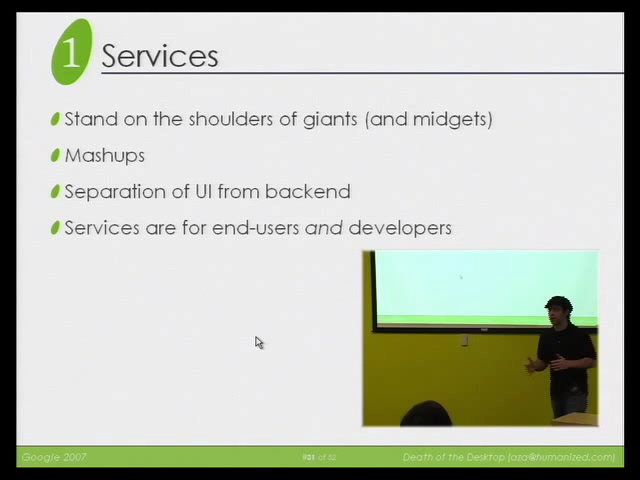 1 Services
Stand on the shoulders of giants (and midgets)
Mashups
Separation of UI from backend
Services are for end-users and developers
Google 2007
of 52
Death of the Desktop (aza@humanized.com)